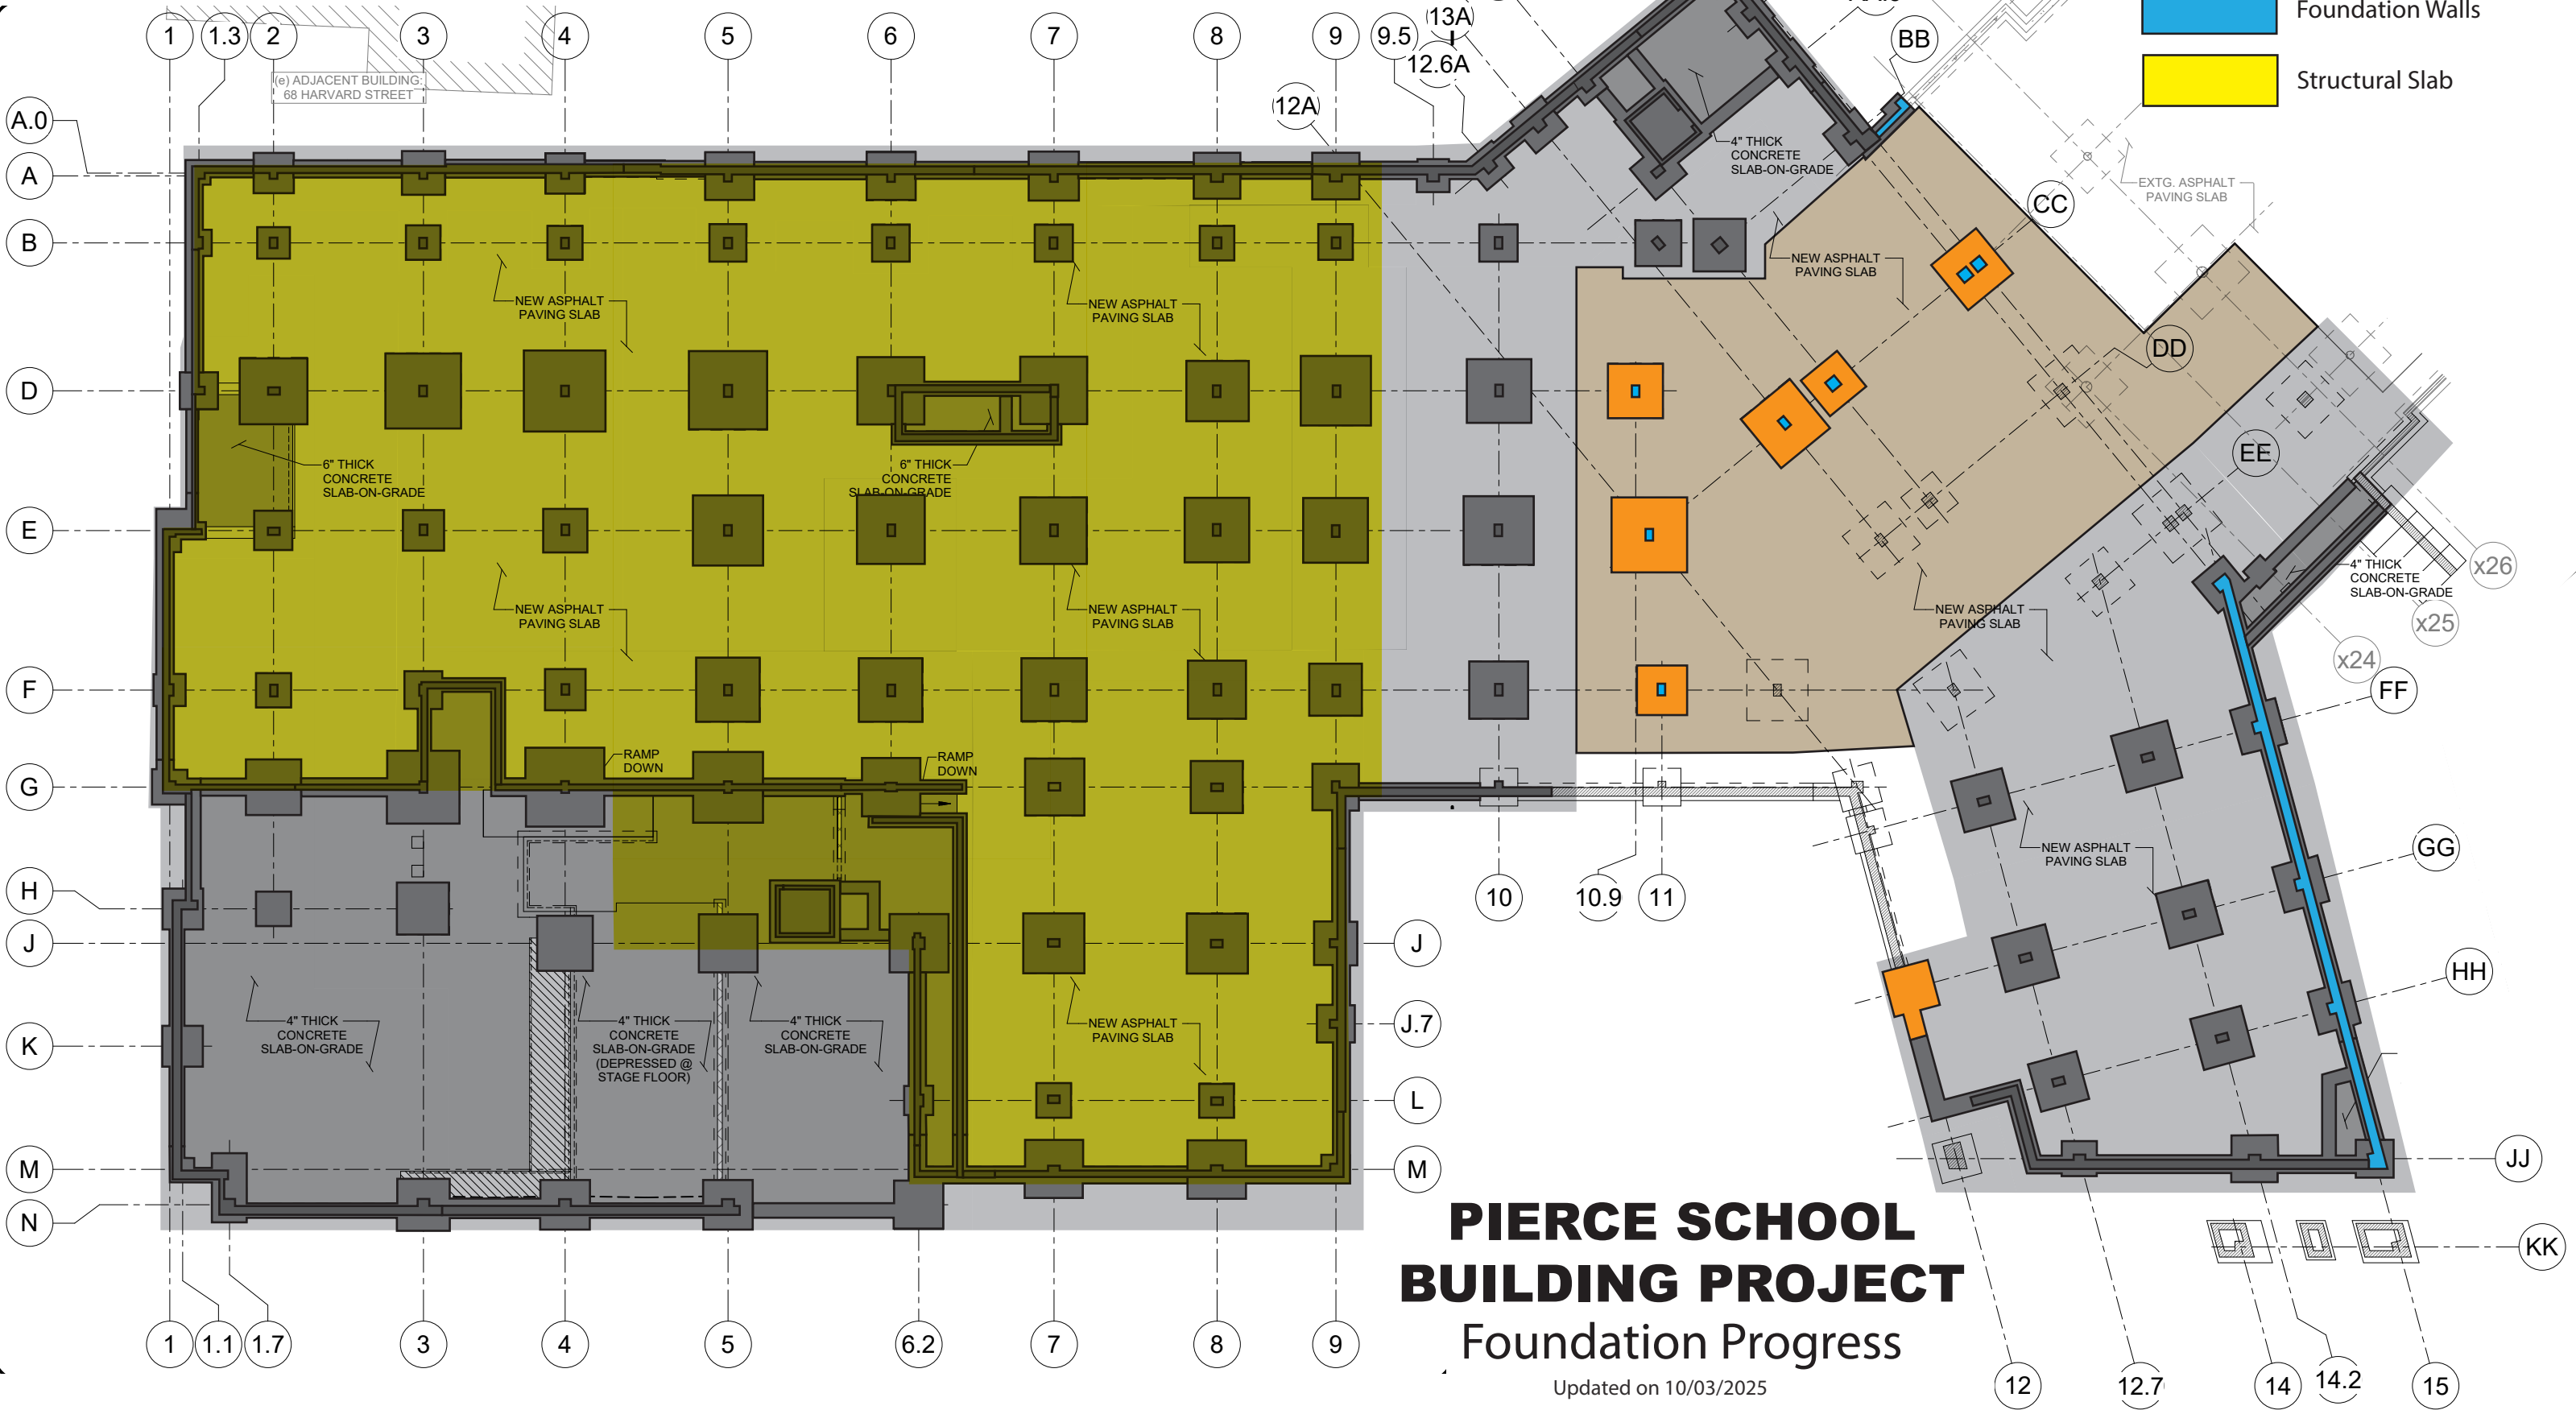 Foundation Walls
Structural Slab
1
1.3
2
3
4
5
6
7
8
9
9.5
13A
12.6A
12A
BB
(e) ADJACENT BUILDING:
68 HARVARD STREET
A.0
A
B
D
E
F
G
H
J
K
M
N
4" THICK
CONCRETE
SLAB-ON-GRADE
EXTG. ASPHALT
PAVING SLAB
CC
DD
EE
NEW ASPHALT
PAVING SLAB
NEW ASPHALT
PAVING SLAB
NEW ASPHALT
PAVING SLAB
6" THICK
CONCRETE
SLAB-ON-GRADE
6" THICK
CONCRETE
SLAB-ON-GRADE
NEW ASPHALT
PAVING SLAB
NEW ASPHALT
PAVING SLAB
NEW ASPHALT
PAVING SLAB
4" THICK
CONCRETE
SLAB-ON-GRADE
x26
x25
x24
FF
RAMP
DOWN
RAMP
DOWN
NEW ASPHALT
PAVING SLAB
GG
10
10.9
11
J
HH
J.7
4" THICK
CONCRETE
SLAB-ON-GRADE
4" THICK
CONCRETE
SLAB-ON-GRADE
(DEPRESSED @
STAGE FLOOR)
4" THICK
CONCRETE
SLAB-ON-GRADE
NEW ASPHALT
PAVING SLAB
L
M
JJ
KK
PIERCE SCHOOL
BUILDING PROJECT
Foundation Progress
Updated on 10/03/2025
1
1.1
1.7
3
4
5
6.2
7
8
9
12
12.7
14
14.2
15